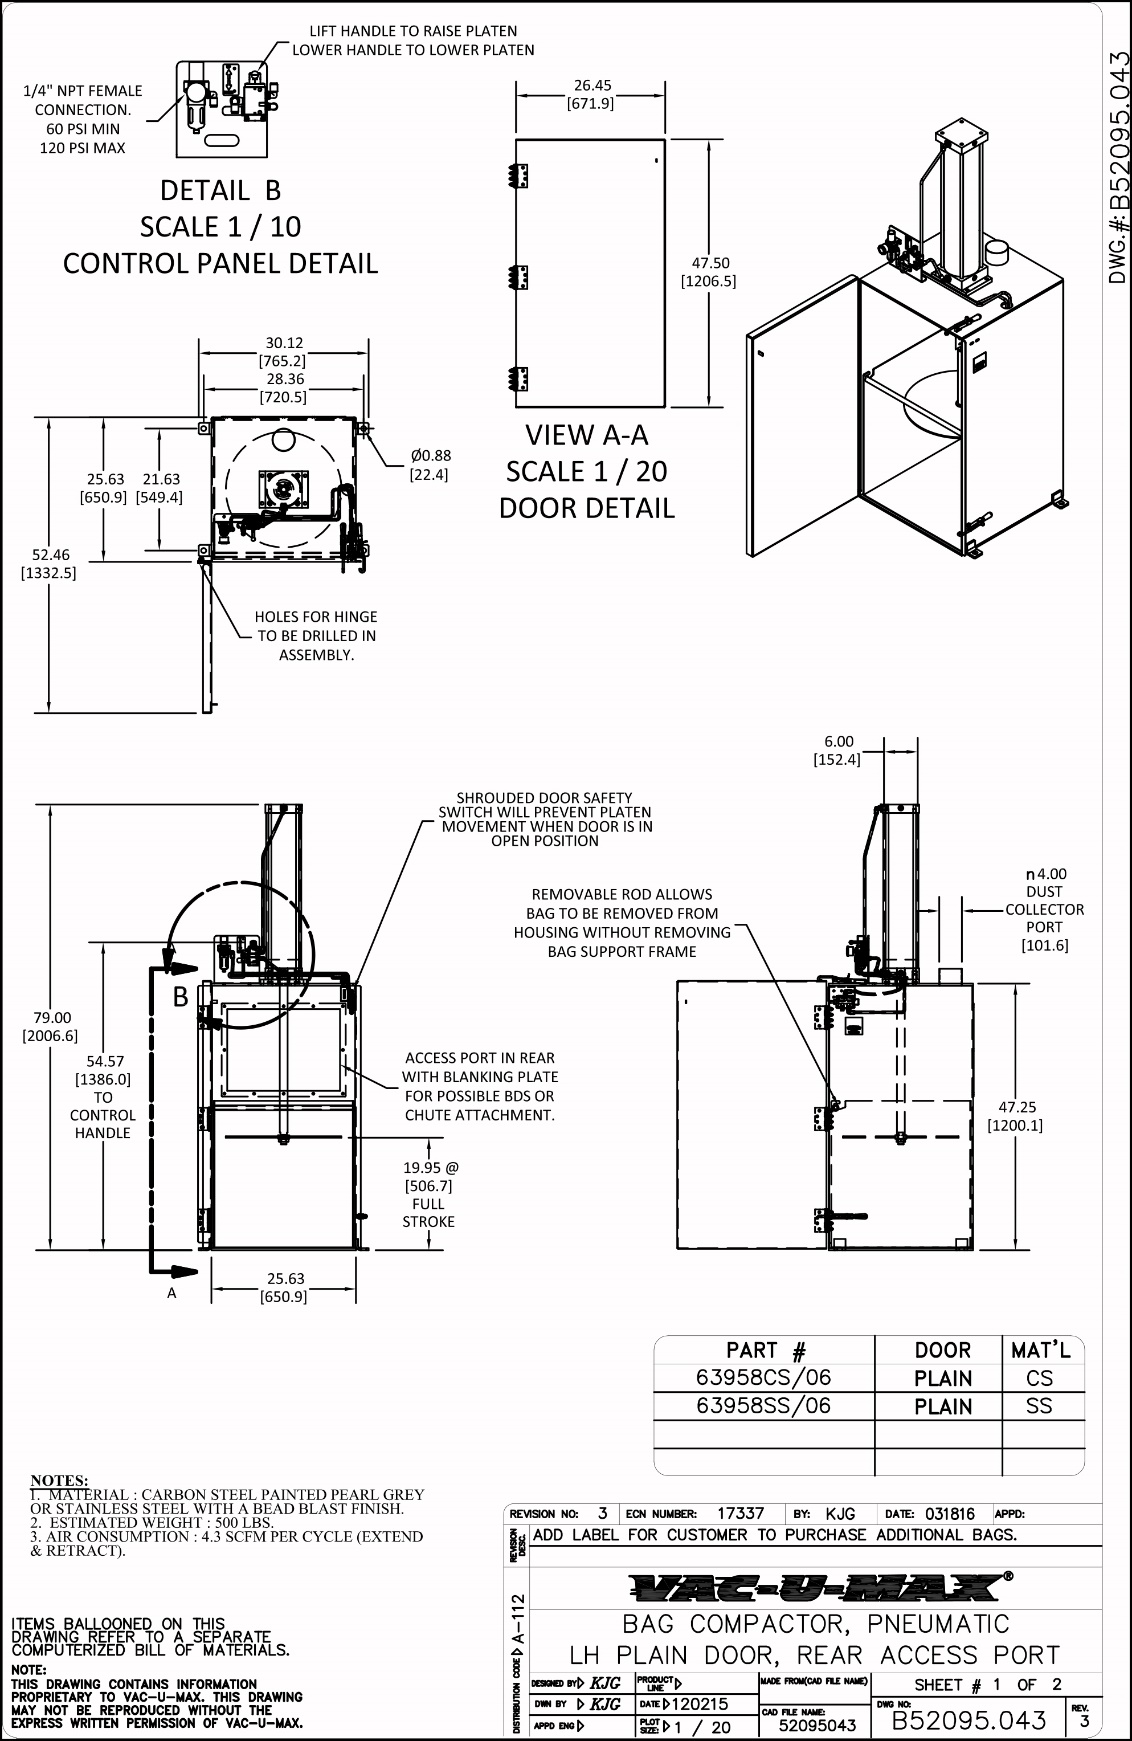 LIFT HANDLE TO RAISE PLATEN
LOWER HANDLE TO LOWER PLATEN
1/4" NPT FEMALE
CONNECTION.
60 PSI MIN
120 PSI MAX
DETAIL B
SCALE 1 / 10
CONTROL PANEL DETAIL
26.45
[671.9]
47.50
[1206.5]
VIEW A-A
SCALE 1 / 20
DOOR DETAIL
DWG.#: B52095.043
30.12
[765.2]
28.36
[720.5]
Ø0.88
[22.4]
25.63
[650.9]
21.63
[549.4]
52.46
[1332.5]
HOLES FOR HINGE
TO BE DRILLED IN
ASSEMBLY.
SHROUDED DOOR SAFETY
SWITCH WILL PREVENT PLATEN
MOVEMENT WHEN DOOR IS IN
OPEN POSITION
B
79.00
[2006.6]
54.57
[1386.0]
TO
CONTROL
HANDLE
ACCESS PORT IN REAR
WITH BLANKING PLATE
FOR POSSIBLE BDS OR
CHUTE ATTACHMENT.
19.95 @
[506.7]
FULL
STROKE
25.63
[650.9]
A
6.00
[152.4]
REMOVABLE ROD ALLOWS
BAG TO BE REMOVED FROM
HOUSING WITHOUT REMOVING
BAG SUPPORT FRAME
n 4.00
DUST
COLLECTOR
PORT
[101.6]
47.25
[1200.1]
PART # DOOR MAT'L
63958CS/06 PLAIN CS
63958SS/06 PLAIN SS
NOTES:
1. MATERIAL : CARBON STEEL PAINTED PEARL GREY
OR STAINLESS STEEL WITH A BEAD BLAST FINISH.
2. ESTIMATED WEIGHT : 500 LBS.
3. AIR CONSUMPTION : 4.3 SCFM PER CYCLE (EXTEND
& RETRACT).
ITEMS BALLOONED ON THIS
DRAWING REFER TO A SEPARATE
COMPUTERIZED BILL OF MATERIALS.
NOTE:
THIS DRAWING CONTAINS INFORMATION
PROPRIETARY TO VAC-U-MAX. THIS DRAWING
MAY NOT BE REPRODUCED WITHOUT THE
EXPRESS WRITTEN PERMISSION OF VAC-U-MAX.
REVISION NO: 3 ECN NUMBER: 17337 BY: KJG DATE: 031816 APPD:
REVISION DESC.
ADD LABEL FOR CUSTOMER TO PURCHASE ADDITIONAL BAGS.
VAC-U-MAX®
BAG COMPACTOR, PNEUMATIC
LH PLAIN DOOR, REAR ACCESS PORT
DISTRIBUTION CODE A-112
DESIGNED BY KJG
PRODUCT LINE
MADE FROM(CAD FILE NAME)
SHEET # 1 OF 2
DWN BY KJG
DATE 120215
APPD ENG
PLOT SIZE: 1 / 20
CAD FILE NAME:
52095043
DWG NO:
B52095.043
REV.
3